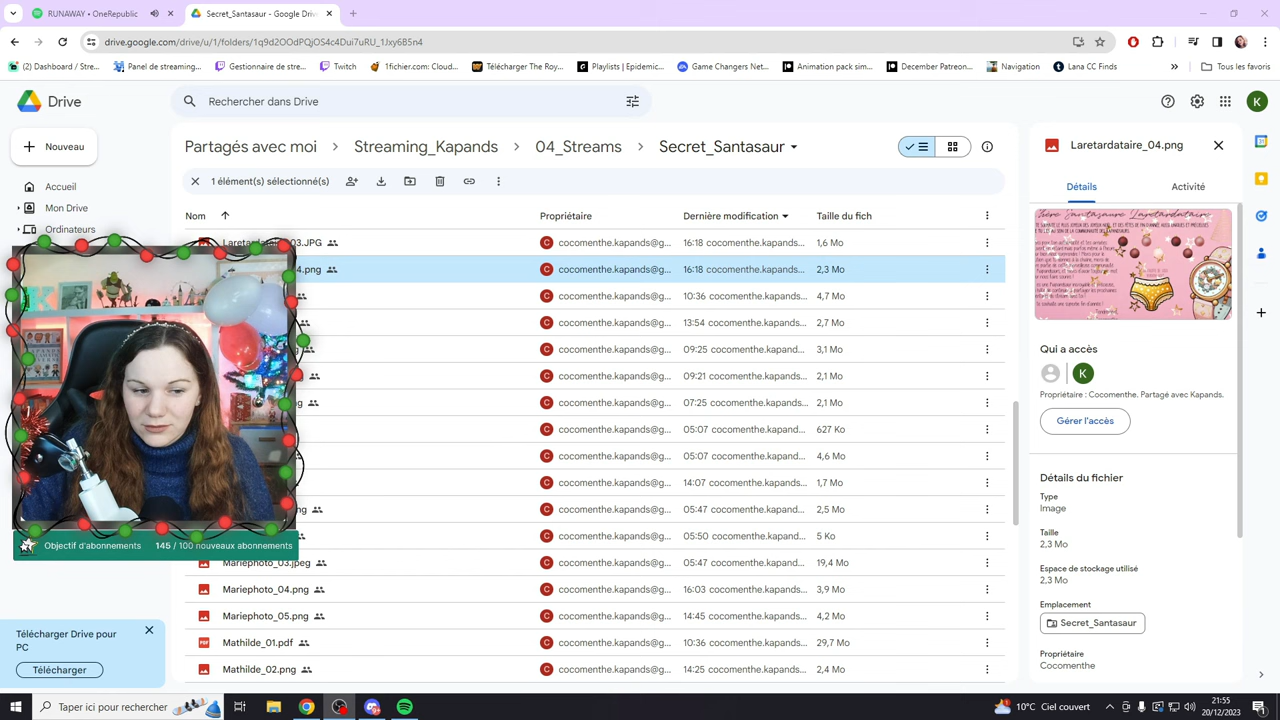 RUNAWAY • OneRepublic
Secret_Santasaur - Google Driv
drive.google.com/drive/u/1/folders/1q9d2OOdPQjOS4c4Dui7uRU_1Jxy6B5n4
(2) Dashboard / Stre...
Panel de streaming...
Gestionnaire de stre...
Twitch
1fichier.com: Cloud...
Télécharger The Roy...
Playlists | Epidemic...
Game Changers Net...
Animation pack sim...
December Patreon...
Navigation
Lana CC Finds
»
Tous les favoris
Drive
Rechercher dans Drive
K
Nouveau
Accueil
Mon Drive
Ordinateurs
Partagés avec moi
Streaming_Kapands
04_Streams
Secret_Santasaur
1 élément(s) sélectionné(s)
Nom
Propriétaire
Dernière modification
Taille du fich
03.JPG
C cocomenthe.kapands@g...
cocomenthe.kapands...
1,6 Mo
4.png
C cocomenthe.kapands@g...
16:18 cocomenthe.kapands...
2,3 Mo
C cocomenthe.kapands@g...
10:36 cocomenthe.kapands...
4,7 Mo
C cocomenthe.kapands@g...
13:54 cocomenthe.kapands...
2,7 Mo
C cocomenthe.kapands@g...
09:25 cocomenthe.kapand...
3,1 Mo
C cocomenthe.kapands@g...
09:21 cocomenthe.kapand...
2,1 Mo
C cocomenthe.kapands@g...
07:25 cocomenthe.kapand...
2,1 Mo
C cocomenthe.kapands@g...
05:07 cocomenthe.kapand...
627 Ko
C cocomenthe.kapands@g...
05:07 cocomenthe.kapand...
4,6 Mo
C cocomenthe.kapands@g...
14:07 cocomenthe.kapands...
1,7 Mo
C cocomenthe.kapands@g...
05:47 cocomenthe.kapand...
2,5 Mo
C cocomenthe.kapands@g...
05:50 cocomenthe.kapand...
5 Ko
Mariephoto_03.jpeg
C cocomenthe.kapands@g...
05:47 cocomenthe.kapand...
19,4 Mo
Mariephoto_04.png
C cocomenthe.kapands@g...
16:03 cocomenthe.kapands...
3,9 Mo
Mariephoto_05.png
C cocomenthe.kapands@g...
14:45 cocomenthe.kapands...
4,2 Mo
PDF Mathilde_01.pdf
C cocomenthe.kapands@g...
10:36 cocomenthe.kapands...
29,7 Mo
Mathilde_02.png
C cocomenthe.kapands@g...
14:25 cocomenthe.kapands...
2,4 Mo
Objectif d'abonnements
145 / 100 nouveaux abonnements
Télécharger Drive pour
PC
Télécharger
Laretardataire_04.png
Détails
Activité
Qui a accès
K
Propriétaire : Cocomenthe. Partagé avec Kapands.
Gérer l'accès
Détails du fichier
Type
Image
Taille
2,3 Mo
Espace de stockage utilisé
2,3 Mo
Emplacement
Secret_Santasaur
Propriétaire
Cocomenthe
Taper ici pour rechercher
10°C Ciel couvert
21:55
20/12/2023